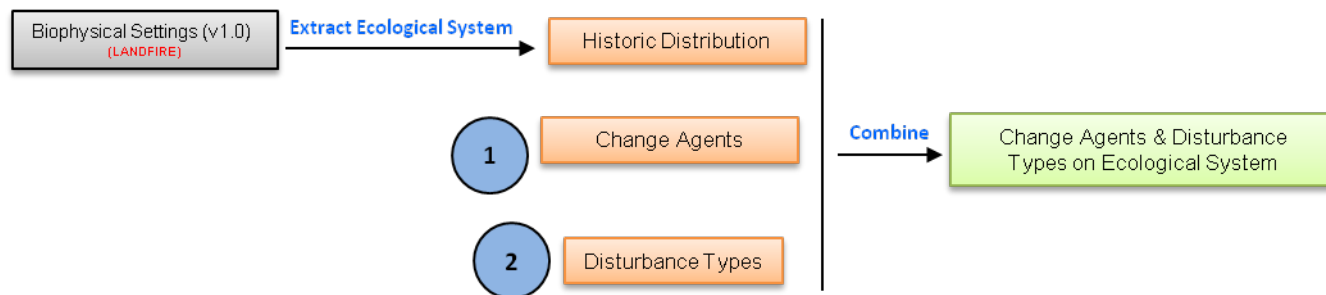 Biophysical Settings (v1.0)
(LANDFIRE)
Extract Ecological System
Historic Distribution
1
Change Agents
2
Disturbance Types
Combine
Change Agents & Disturbance
Types on Ecological System